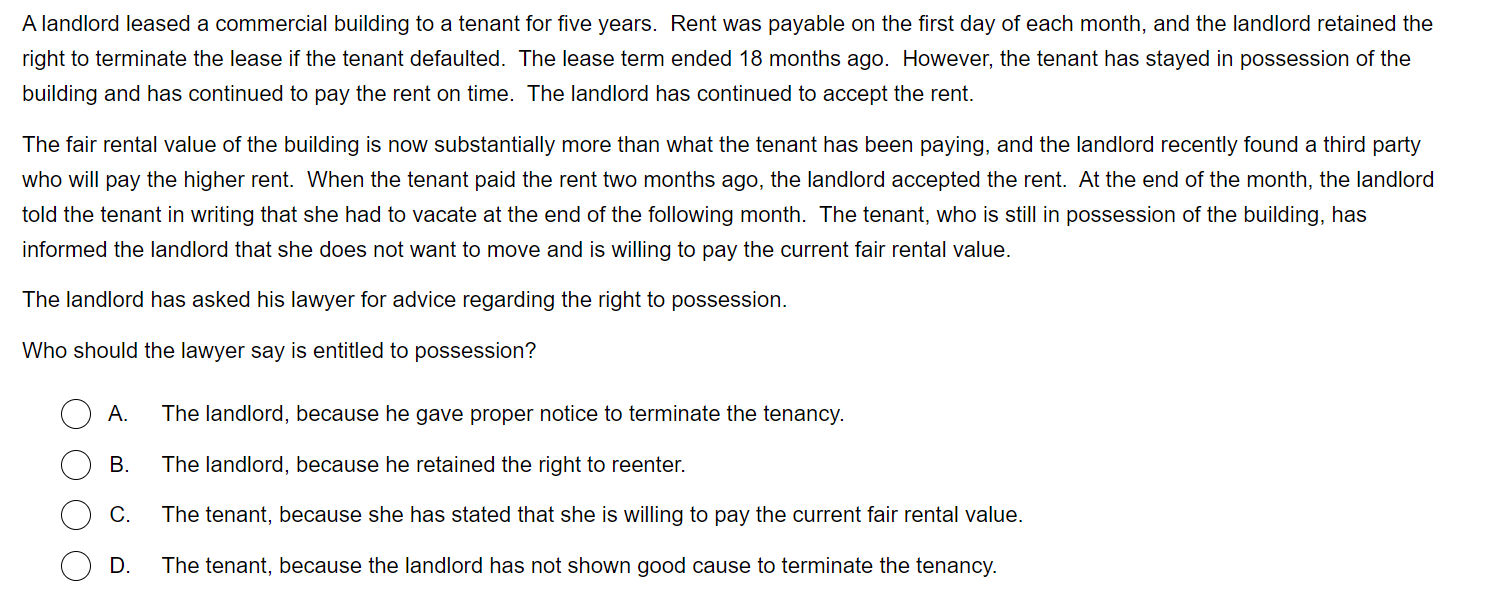 A landlord leased a commercial building to a tenant for five years.  Rent was payable on the first day of each month, and the landlord retained the
right to terminate the lease if the tenant defaulted.  The lease term ended 18 months ago.  However, the tenant has stayed in possession of the
building and has continued to pay the rent on time.  The landlord has continued to accept the rent.
The fair rental value of the building is now substantially more than what the tenant has been paying, and the landlord recently found a third party
who will pay the higher rent.  When the tenant paid the rent two months ago, the landlord accepted the rent.  At the end of the month, the landlord
told the tenant in writing that she had to vacate at the end of the following month.  The tenant, who is still in possession of the building, has
informed the landlord that she does not want to move and is willing to pay the current fair rental value.
The landlord has asked his lawyer for advice regarding the right to possession.
Who should the lawyer say is entitled to possession?
A. The landlord, because he gave proper notice to terminate the tenancy.
B. The landlord, because he retained the right to reenter.
C. The tenant, because she has stated that she is willing to pay the current fair rental value.
D. The tenant, because the landlord has not shown good cause to terminate the tenancy.